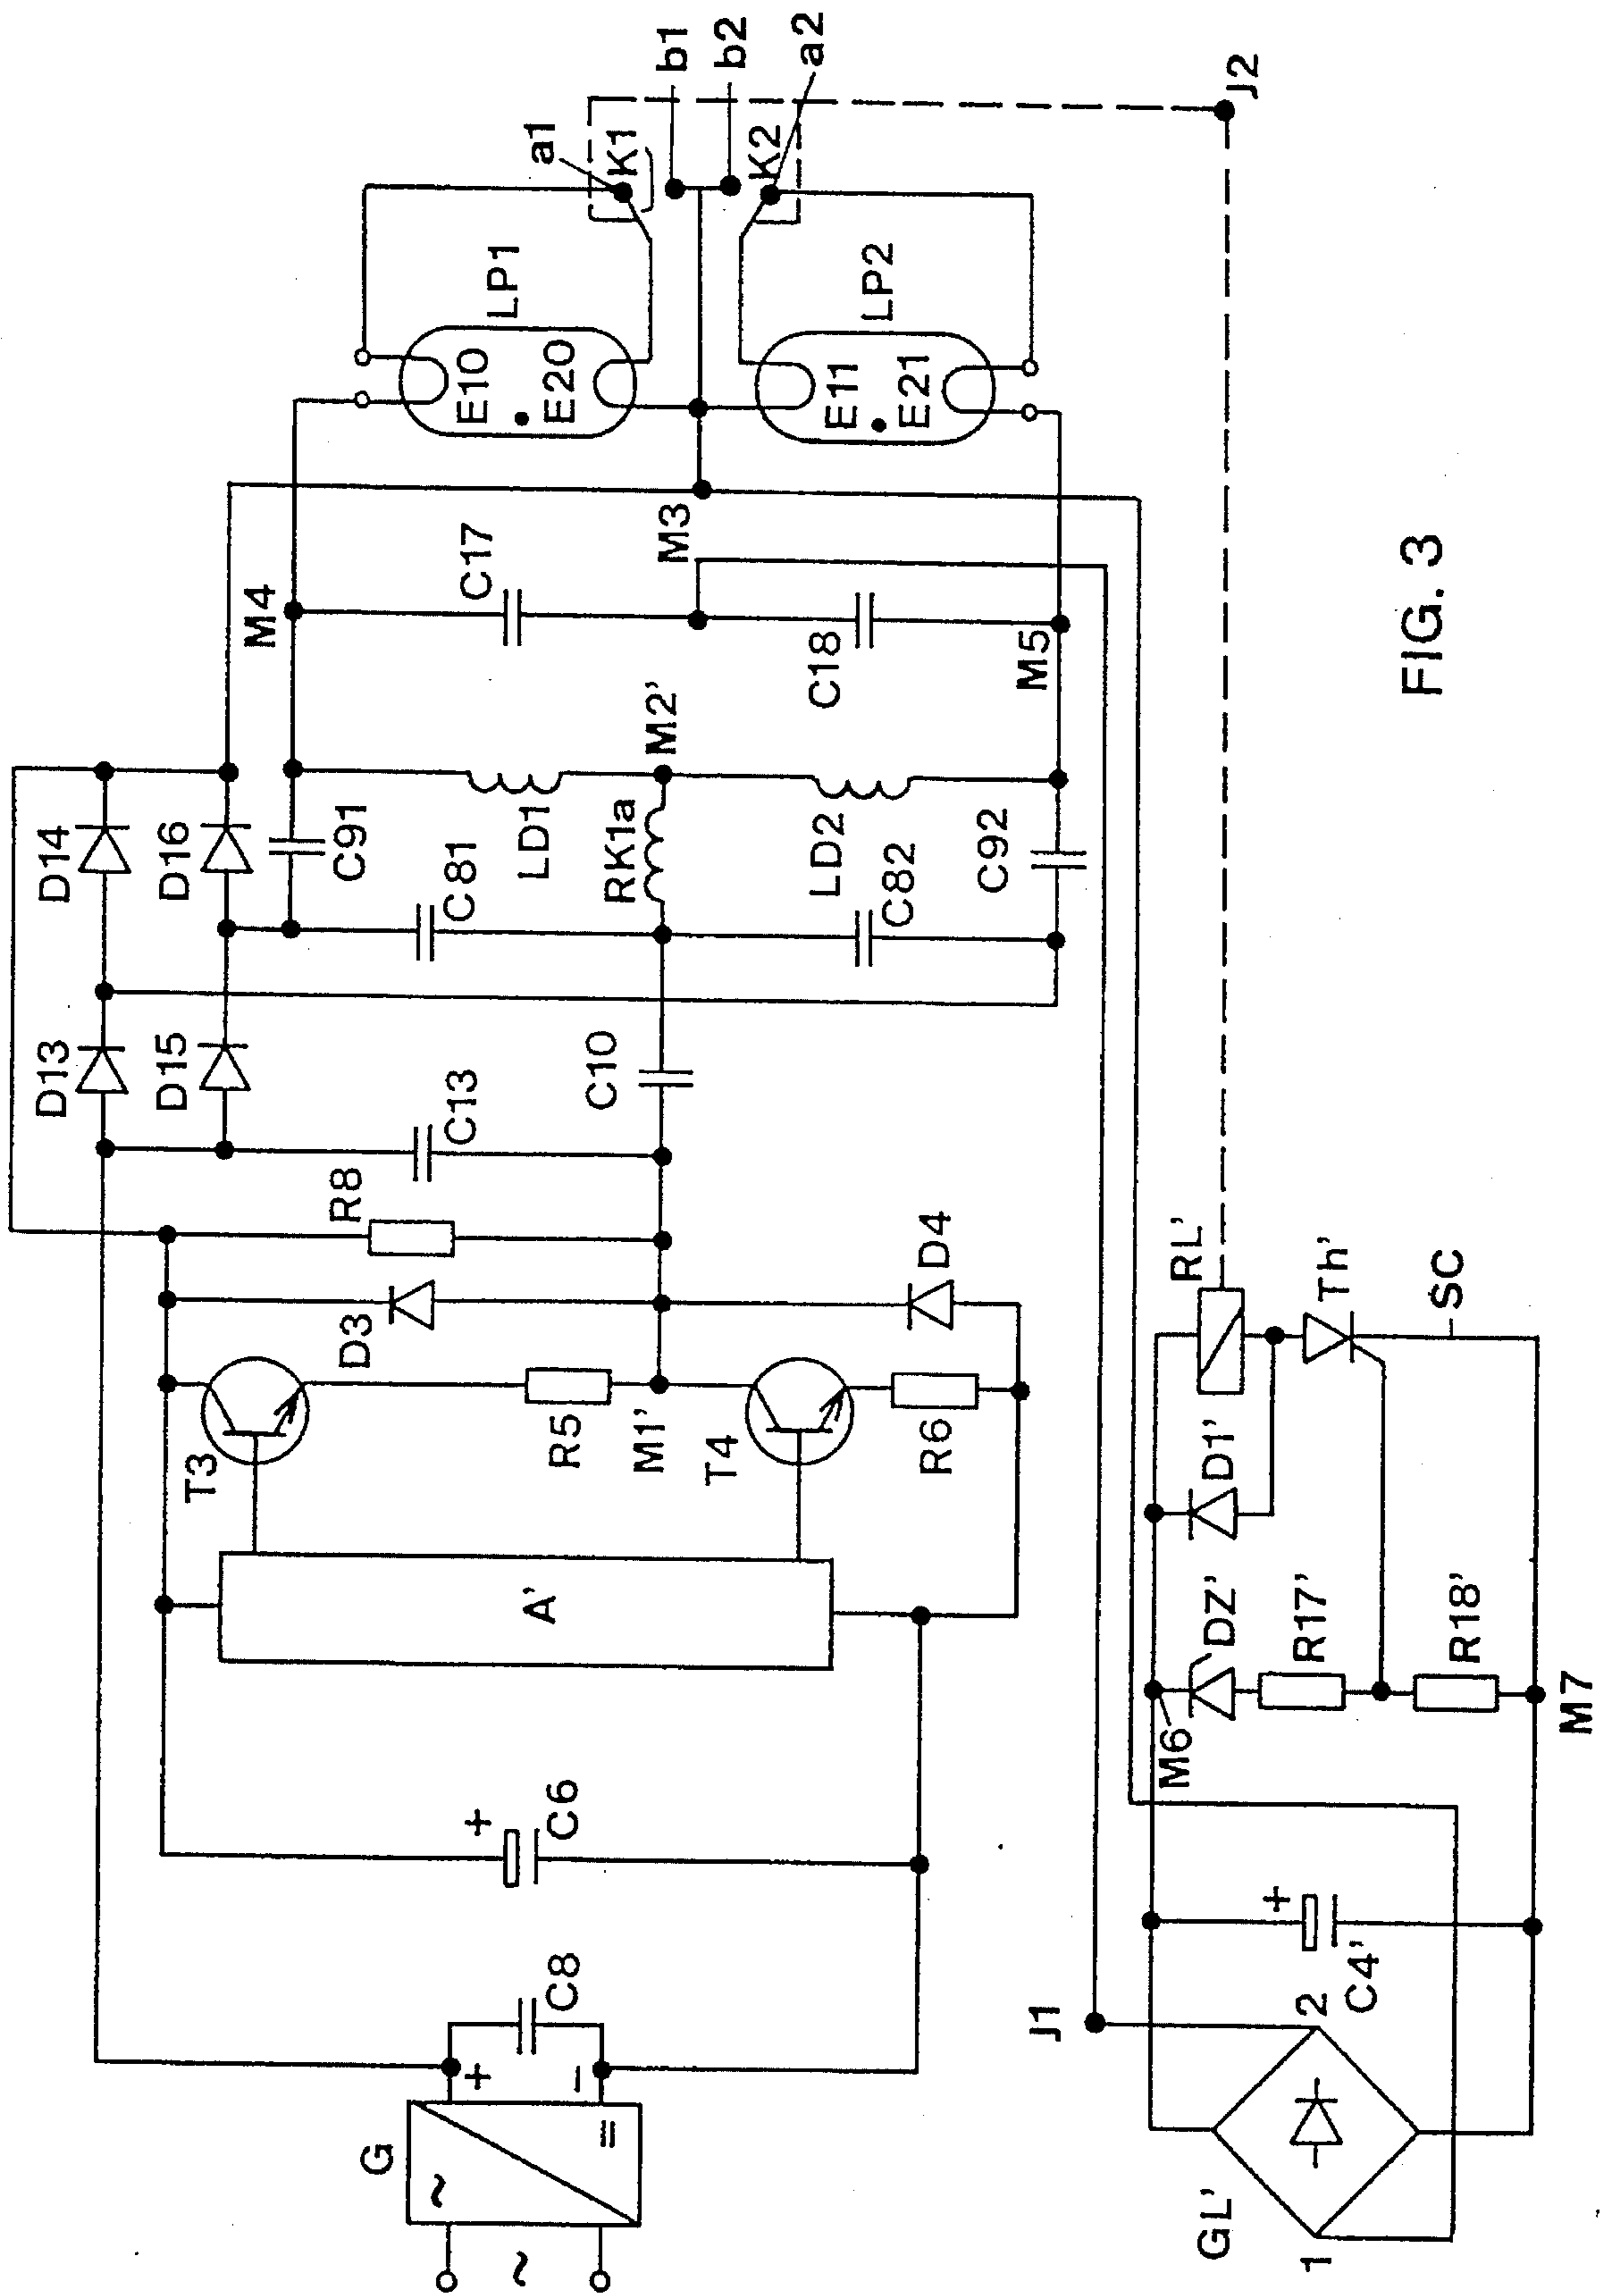 G
~
=
~
+
−
C8
+
C6
A'
T3
T4
D3
R5
M1'
R6
D4
R8
C13
C10
D13
D15
D14
D16
C91
C81
LD1
RK1a
M2'
LD2
C82
C92
M4
C17
M3
C18
M5
E10
E20
LP1
E11
E21
LP2
a1
K1
b1
b2
K2
a2
J2
J1
GL'
1
2
+
C4'
M6
DZ'
R17'
R18'
M7
D1'
RL'
Th'
SC
FIG. 3